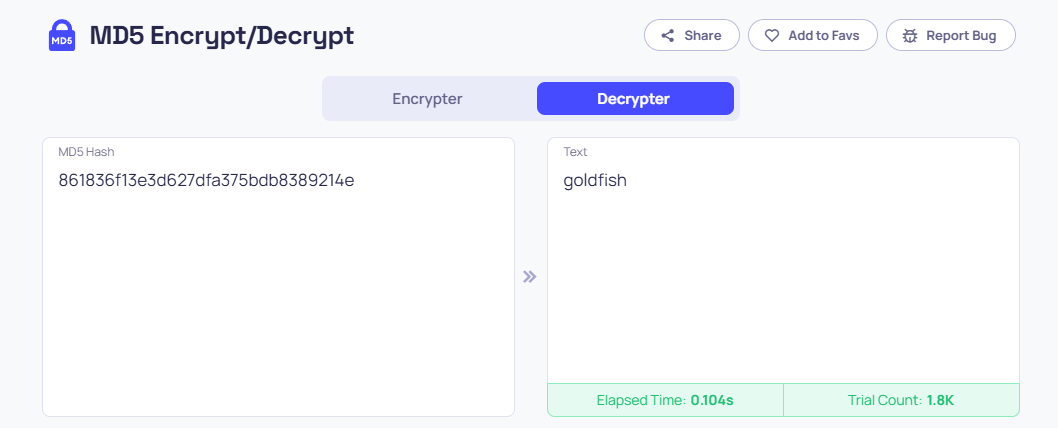 MD5 MD5 Encrypt/Decrypt Share Add to Favs Report Bug
Encrypter Decrypter
MD5 Hash
861836f13e3d627dfa375bdb8389214e
Text
goldfish
Elapsed Time: 0.104s Trial Count: 1.8K